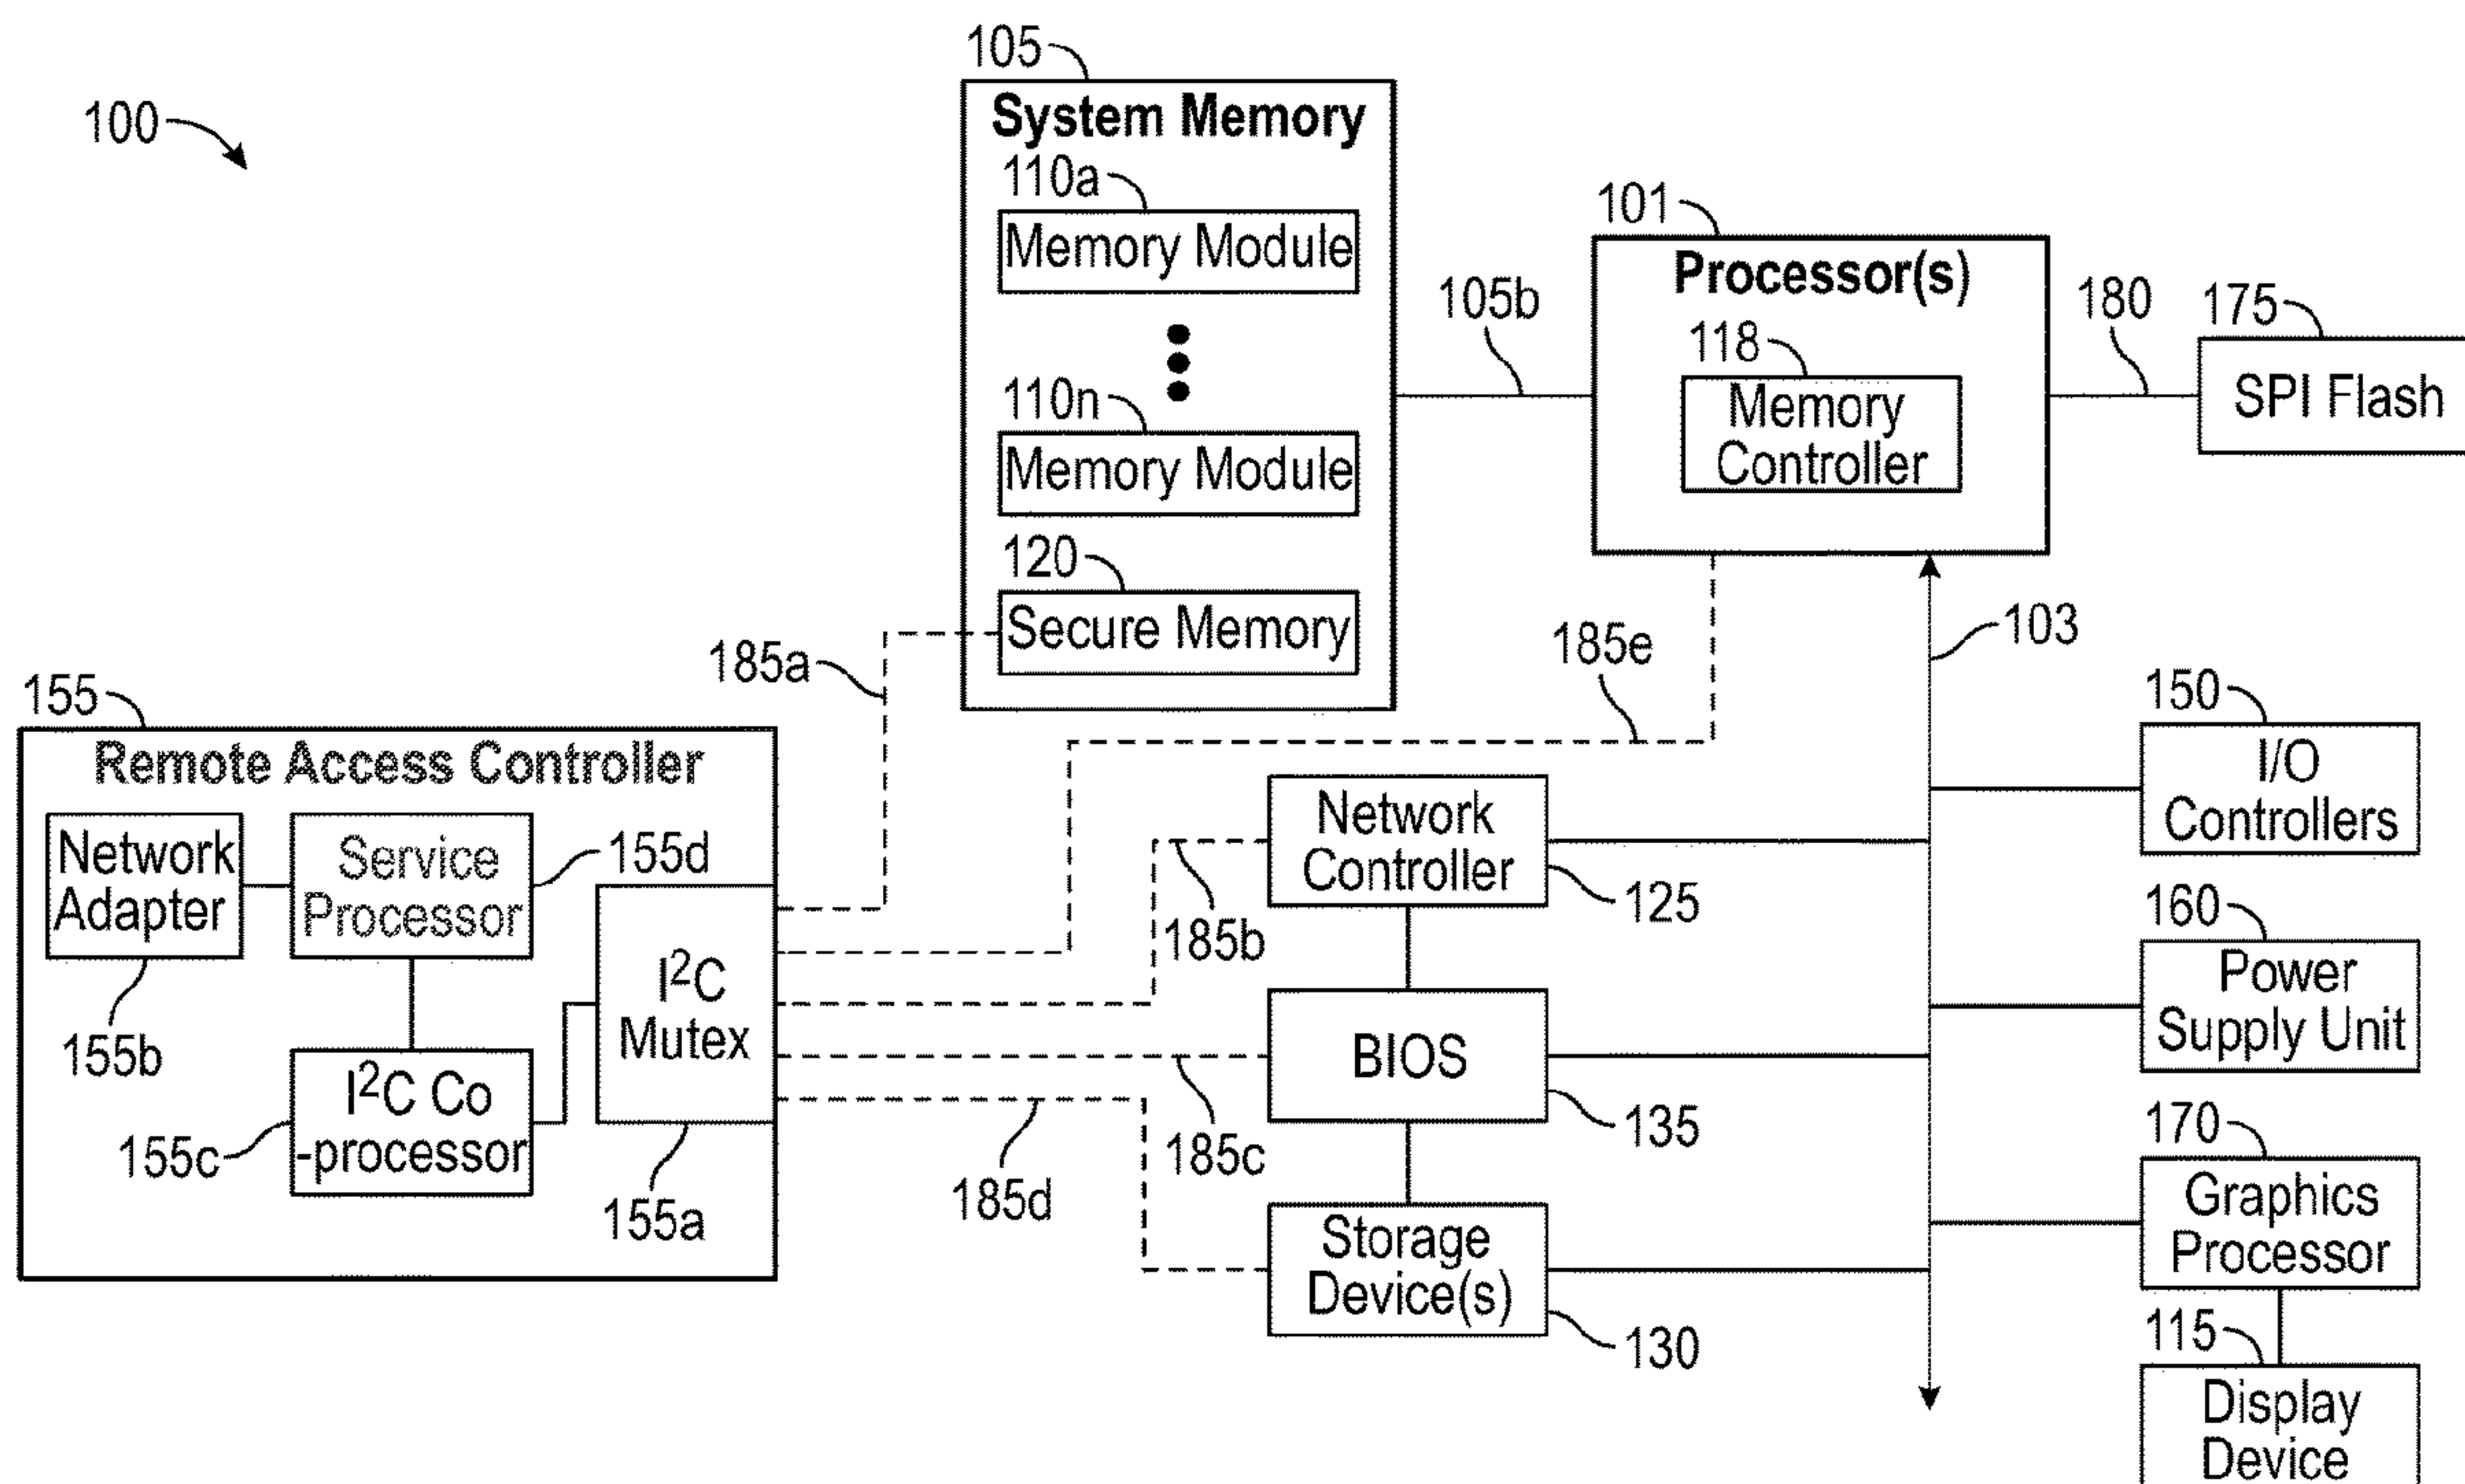 100
105
System Memory
110a
Memory Module
110n
Memory Module
120
Secure Memory
105b
101
Processor(s)
118
Memory
Controller
180
175
SPI Flash
103
185a
185e
155
Remote Access Controller
Network
Adapter
155b
Service
Processor
155d
I²C Co
-processor
155c
I²C
Mutex
155a
185b
185c
185d
Network
Controller
125
BIOS
135
Storage
Device(s)
130
150
I/O
Controllers
160
Power
Supply Unit
170
Graphics
Processor
115
Display
Device